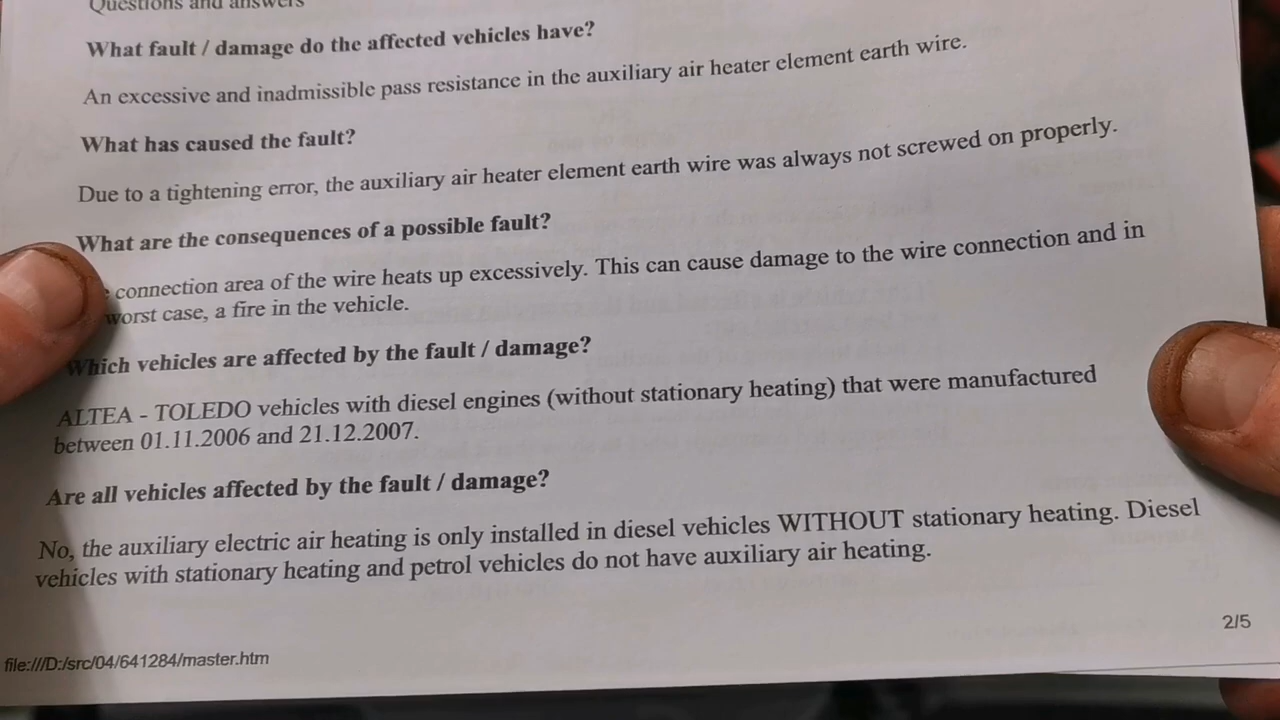 Questions and answers
What fault / damage do the affected vehicles have?
An excessive and inadmissible pass resistance in the auxiliary air heater element earth wire.
What has caused the fault?
Due to a tightening error, the auxiliary air heater element earth wire was always not screwed on properly.
What are the consequences of a possible fault?
connection area of the wire heats up excessively. This can cause damage to the wire connection and in
worst case, a fire in the vehicle.
Which vehicles are affected by the fault / damage?
ALTEA - TOLEDO vehicles with diesel engines (without stationary heating) that were manufactured
between 01.11.2006 and 21.12.2007.
Are all vehicles affected by the fault / damage?
No, the auxiliary electric air heating is only installed in diesel vehicles WITHOUT stationary heating. Diesel
vehicles with stationary heating and petrol vehicles do not have auxiliary air heating.
2/5
file:///D:/src/04/641284/master.htm